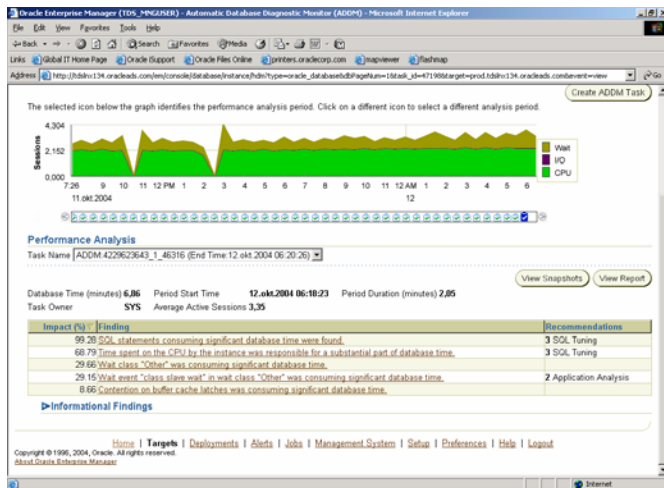 Oracle Enterprise Manager (TDS_MNGUSER) - Automatic Database Diagnostic Monitor (ADDM) - Microsoft Internet Explorer
File Edit View Favorites Tools Help
Back Search Favorites Media
Links Global IT Home Page Oracle iSupport Oracle Files Online printers.oraclecorp.com mapviewer flashmap
Address Go
Create ADDM Task
The selected icon below the graph identifies the performance analysis period. Click on a different icon to select a different analysis period.
Sessions
4,304
2,152
0,000
Wait
I/O
CPU
7:26 9 10 11 12 PM 1 2 3 4 5 6 7 8 9 10 11 12 AM 1 2 3 4 5 6
11.okt.2004 12
Performance Analysis
Task Name ADDM:4229623643_1_46316 (End Time:12.okt.2004 06:20:26)
View Snapshots View Report
Database Time (minutes) 6,86 Period Start Time 12.okt.2004 06:18:23 Period Duration (minutes) 2,05
Task Owner SYS Average Active Sessions 3,35
Impact (%) Finding Recommendations
99.28 SQL statements consuming significant database time were found. 3 SQL Tuning
68.79 Time spent on the CPU by the instance was responsible for a substantial part of database time. 3 SQL Tuning
29.66 Wait class "Other" was consuming significant database time.
29.15 Wait event "class slave wait" in wait class "Other" was consuming significant database time. 2 Application Analysis
8.66 Contention on buffer cache latches was consuming significant database time.
Informational Findings
Home | Targets | Deployments | Alerts | Jobs | Management System | Setup | Preferences | Help | Logout
Copyright © 1996, 2004, Oracle. All rights reserved.
About Oracle Enterprise Manager
Internet